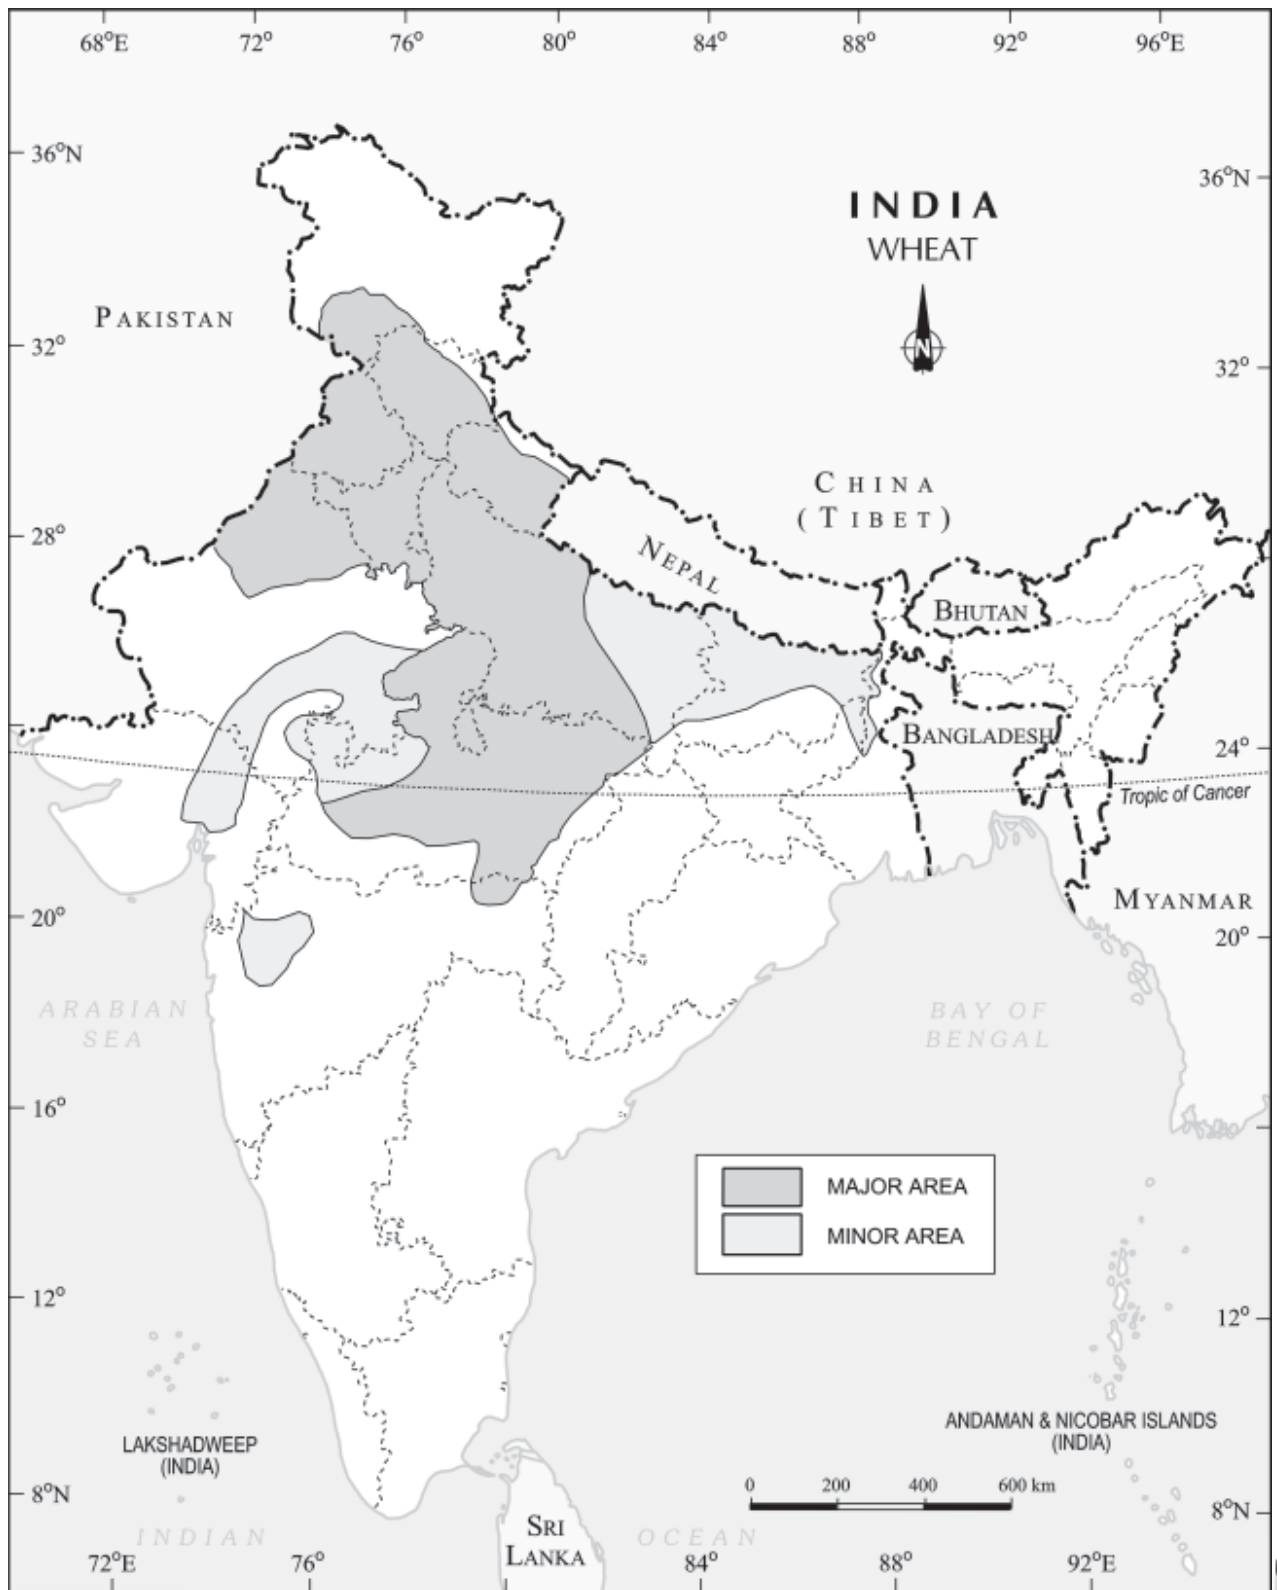 68°E 72° 76° 80° 84° 88° 92° 96°E
36°N
36°N
INDIA
WHEAT
N
PAKISTAN
32°
32°
CHINA
(TIBET)
28°
NEPAL
BHUTAN
BANGLADESH
24°
Tropic of Cancer
MYANMAR
20°
20°
ARABIAN
SEA
BAY OF
BENGAL
16°
MAJOR AREA
MINOR AREA
12°
12°
LAKSHADWEEP
(INDIA)
ANDAMAN & NICOBAR ISLANDS
(INDIA)
0 200 400 600 km
8°N
8°N
INDIAN
OCEAN
SRI
LANKA
72°E 76° 84° 88° 92°E